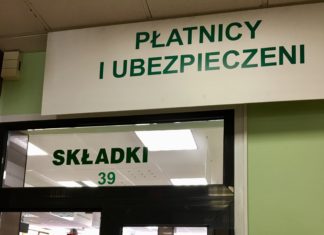 PŁATNICY
I UBEZPIECZENI
SKŁADKI
39